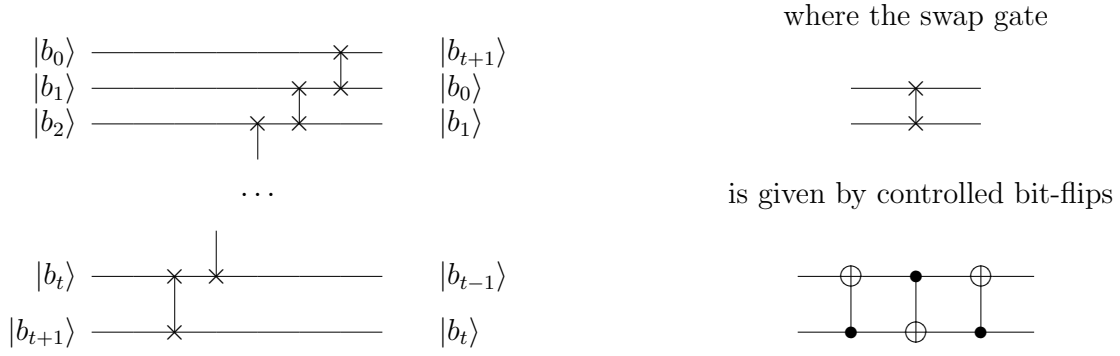 where the swap gate
|b_0⟩ |b_{t+1}⟩
|b_1⟩ |b_0⟩
|b_2⟩ |b_1⟩
⋯
is given by controlled bit-flips
|b_t⟩ |b_{t-1}⟩
|b_{t+1}⟩ |b_t⟩